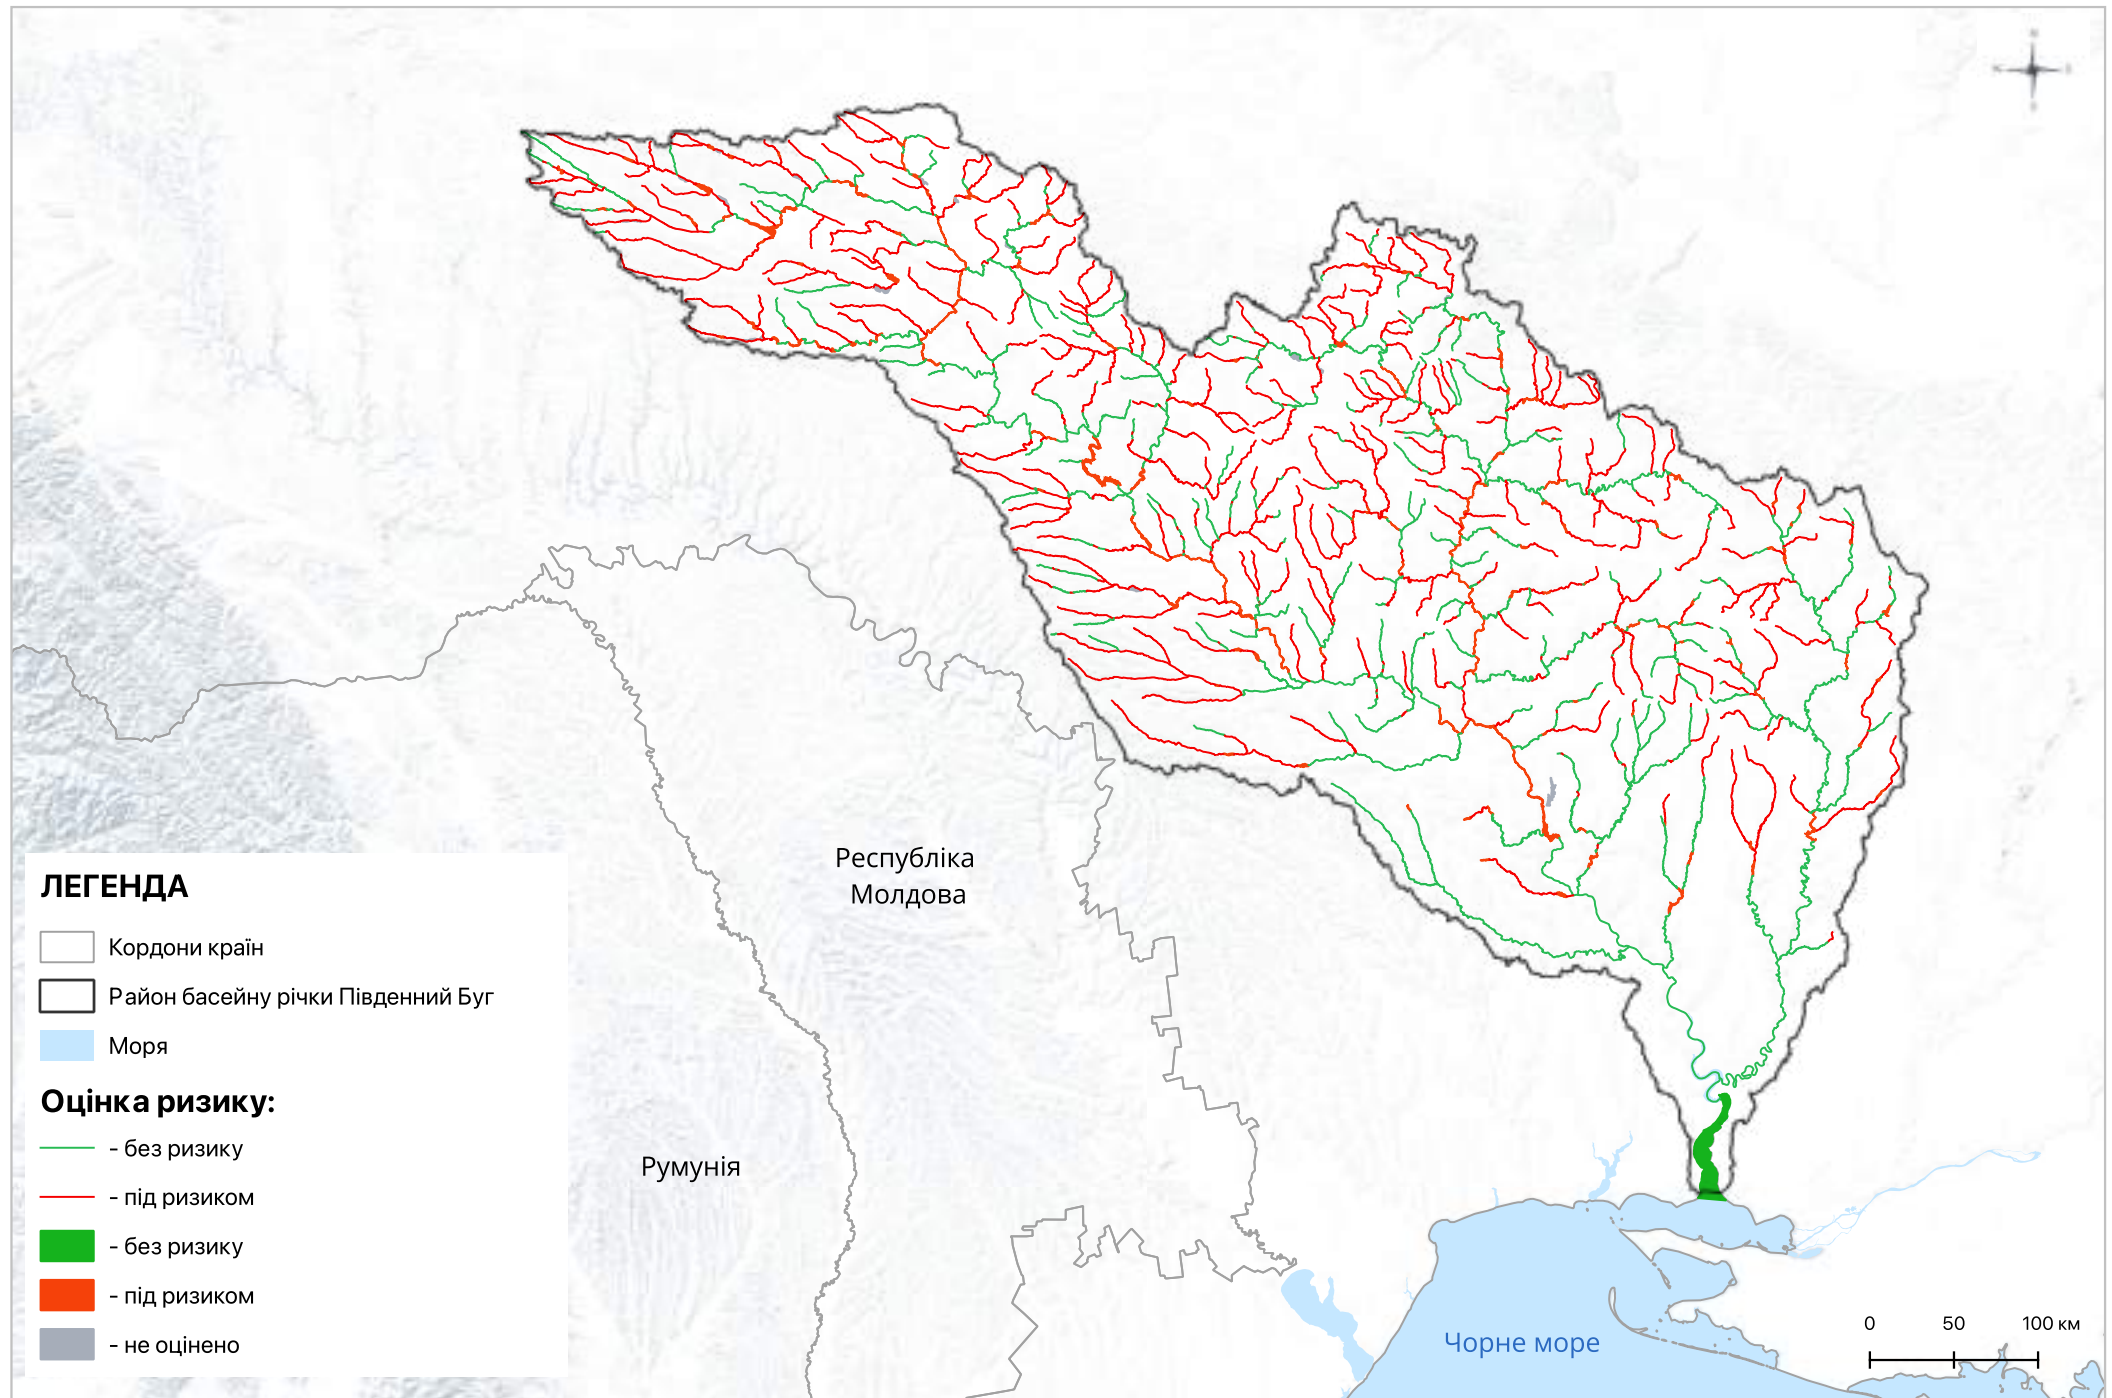 Республіка
Молдова
Румунія
Чорне море
ЛЕГЕНДА
Кордони країн
Район басейну річки Південний Буг
Моря
Оцінка ризику:
- без ризику
- під ризиком
- без ризику
- під ризиком
- не оцінено
0 50 100 км